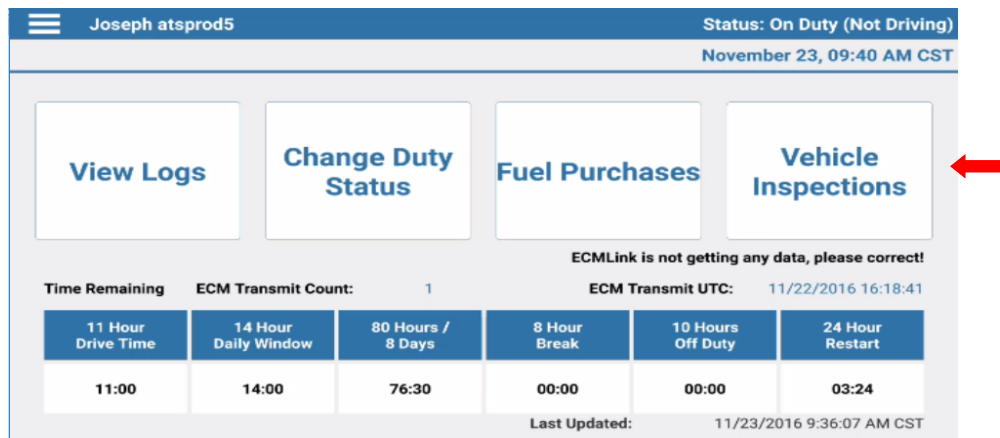 Joseph atsprod5 Status: On Duty (Not Driving)
November 23, 09:40 AM CST
View Logs
Change Duty
Status
Fuel Purchases
Vehicle
Inspections
ECMLink is not getting any data, please correct!
Time Remaining ECM Transmit Count: 1 ECM Transmit UTC: 11/22/2016 16:18:41
11 Hour
Drive Time
14 Hour
Daily Window
80 Hours /
8 Days
8 Hour
Break
10 Hours
Off Duty
24 Hour
Restart
11:00 14:00 76:30 00:00 00:00 03:24
Last Updated: 11/23/2016 9:36:07 AM CST